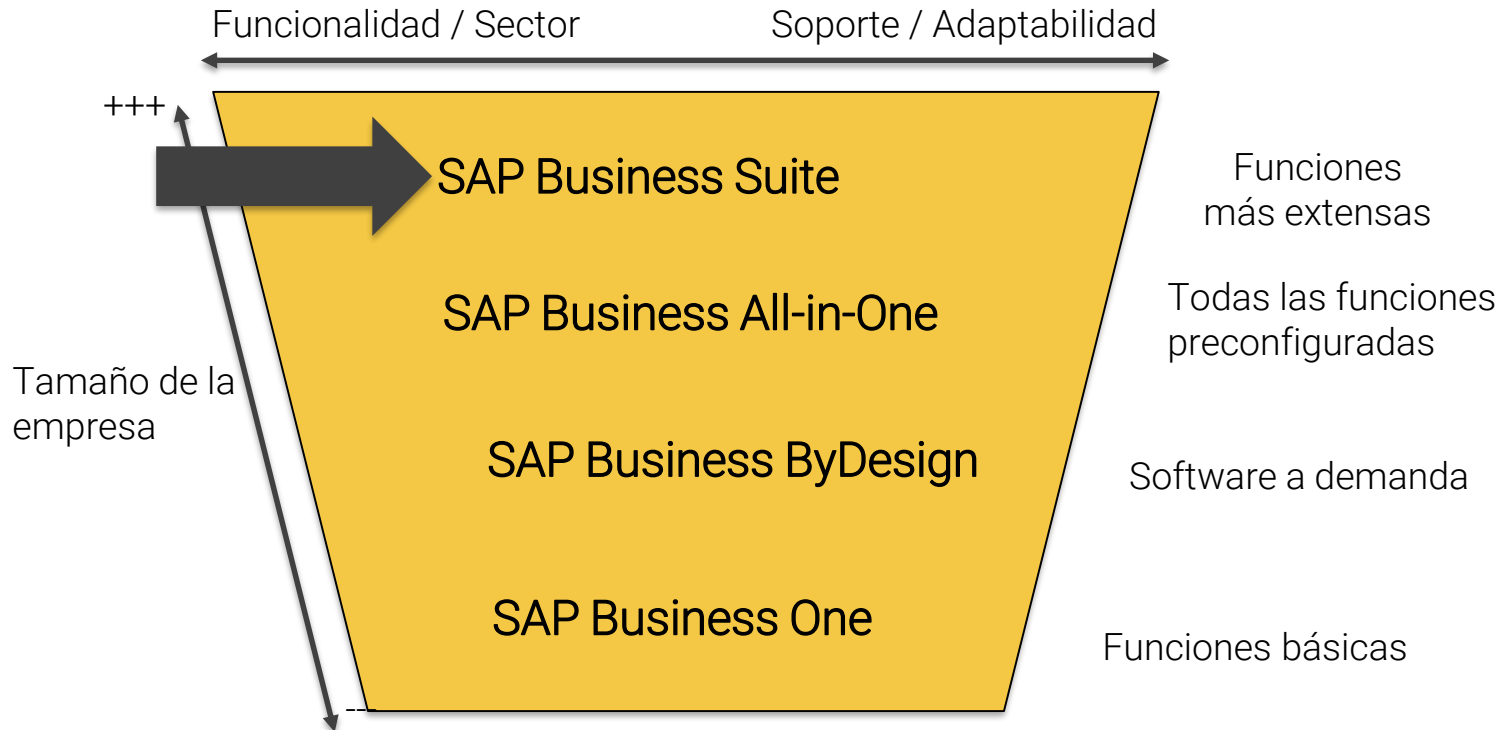 Funcionalidad / Sector
Soporte / Adaptabilidad
+++
SAP Business Suite
Funciones
más extensas
SAP Business All-in-One
Todas las funciones
preconfiguradas
Tamaño de la
empresa
SAP Business ByDesign
Software a demanda
SAP Business One
Funciones básicas
---